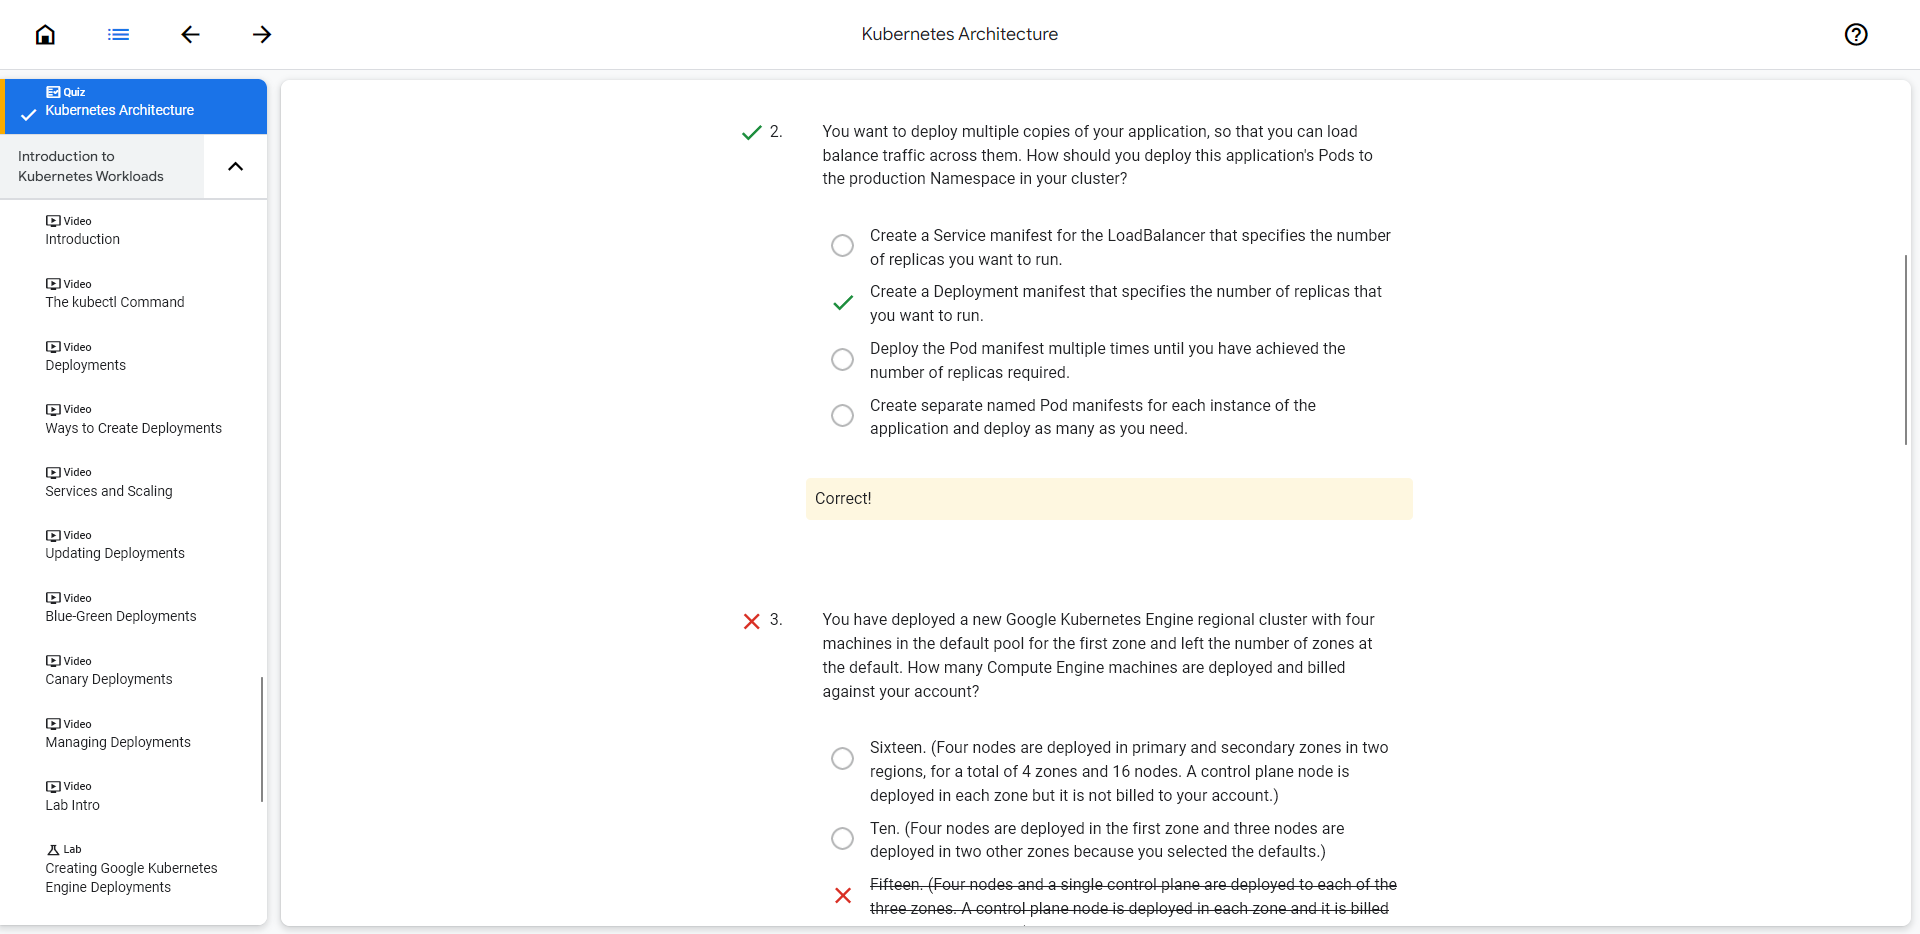 Kubernetes Architecture
Quiz
Kubernetes Architecture
Introduction to
Kubernetes Workloads
Video
Introduction
Video
The kubectl Command
Video
Deployments
Video
Ways to Create Deployments
Video
Services and Scaling
Video
Updating Deployments
Video
Blue-Green Deployments
Video
Canary Deployments
Video
Managing Deployments
Video
Lab Intro
Lab
Creating Google Kubernetes
Engine Deployments
2. You want to deploy multiple copies of your application, so that you can load
balance traffic across them. How should you deploy this application's Pods to
the production Namespace in your cluster?
Create a Service manifest for the LoadBalancer that specifies the number
of replicas you want to run.
Create a Deployment manifest that specifies the number of replicas that
you want to run.
Deploy the Pod manifest multiple times until you have achieved the
number of replicas required.
Create separate named Pod manifests for each instance of the
application and deploy as many as you need.
Correct!
3. You have deployed a new Google Kubernetes Engine regional cluster with four
machines in the default pool for the first zone and left the number of zones at
the default. How many Compute Engine machines are deployed and billed
against your account?
Sixteen. (Four nodes are deployed in primary and secondary zones in two
regions, for a total of 4 zones and 16 nodes. A control plane node is
deployed in each zone but it is not billed to your account.)
Ten. (Four nodes are deployed in the first zone and three nodes are
deployed in two other zones because you selected the defaults.)
Fifteen. (Four nodes and a single control plane are deployed to each of the
three zones. A control plane node is deployed in each zone and it is billed